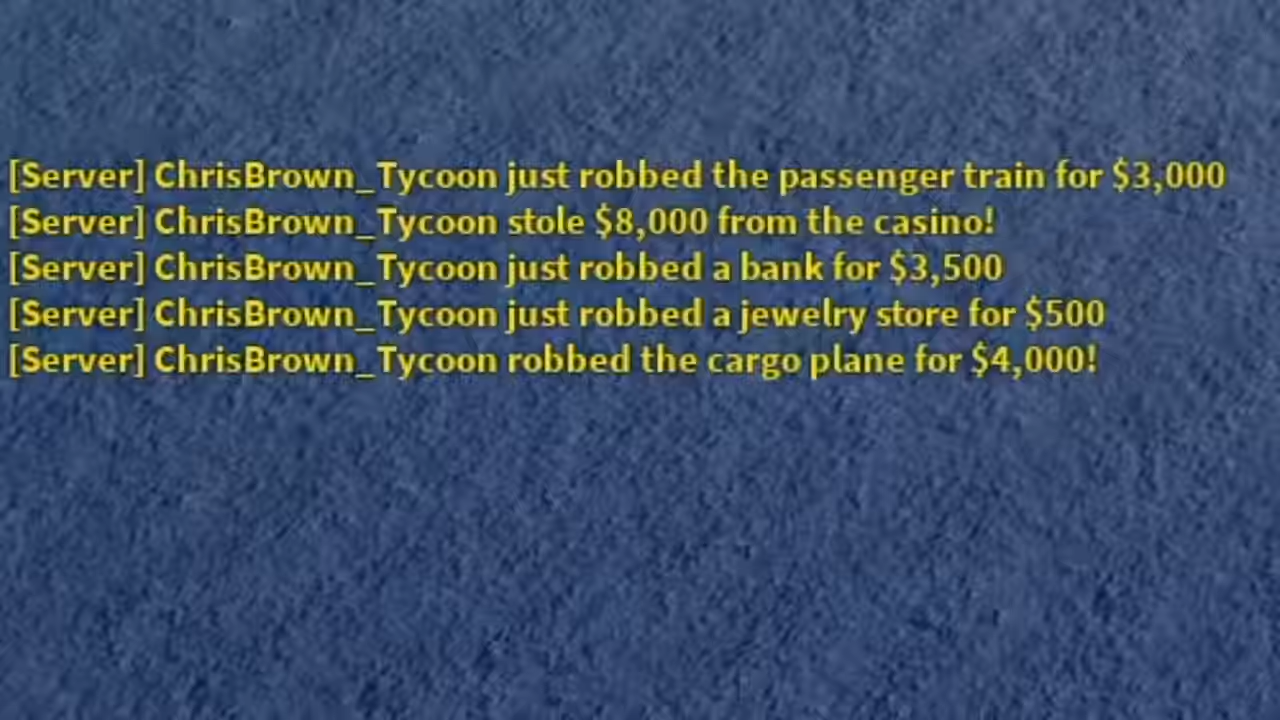 [Server] ChrisBrown_Tycoon just robbed the passenger train for $3,000
[Server] ChrisBrown_Tycoon stole $8,000 from the casino!
[Server] ChrisBrown_Tycoon just robbed a bank for $3,500
[Server] ChrisBrown_Tycoon just robbed a jewelry store for $500
[Server] ChrisBrown_Tycoon robbed the cargo plane for $4,000!